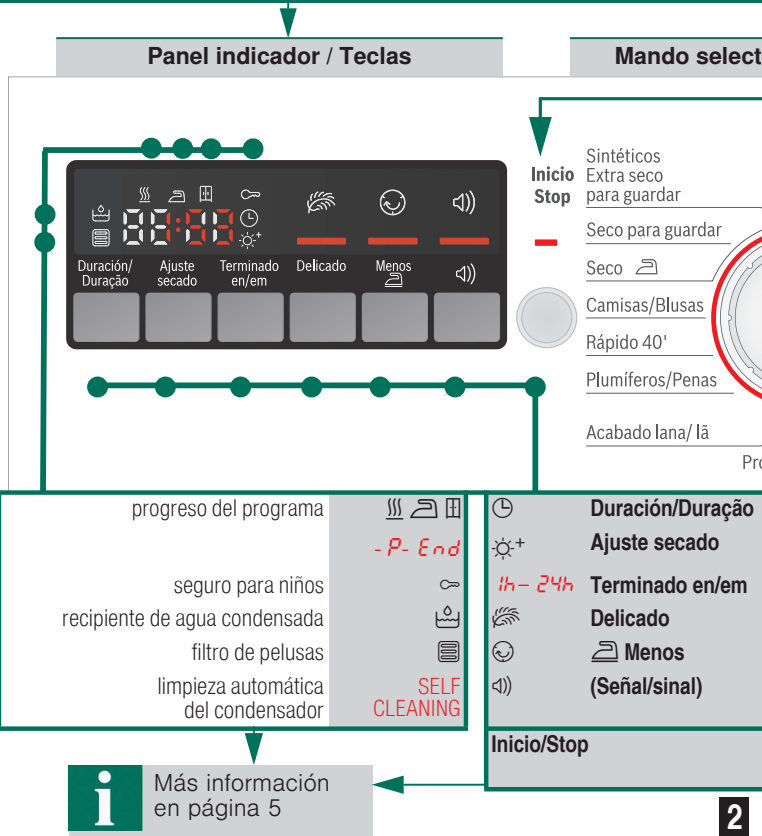 Panel indicador / Teclas
Mando select
Inicio
Stop
Sintéticos
Extra seco
para guardar
Seco para guardar
Seco
Camisas/Blusas
Rápido 40'
Plumíferos/Penas
Acabado lana/ lã
Pro
88:88
Duración/
Duração
Ajuste
secado
Terminado
en/em
Delicado
Menos
progreso del programa
- P- End
seguro para niños
recipiente de agua condensada
filtro de pelusas
limpieza automática
del condensador
SELF
CLEANING
Duración/Duração
Ajuste secado
1h – 24h Terminado en/em
Delicado
Menos
(Señal/sinal)
Inicio/Stop
i
Más información
en página 5
2